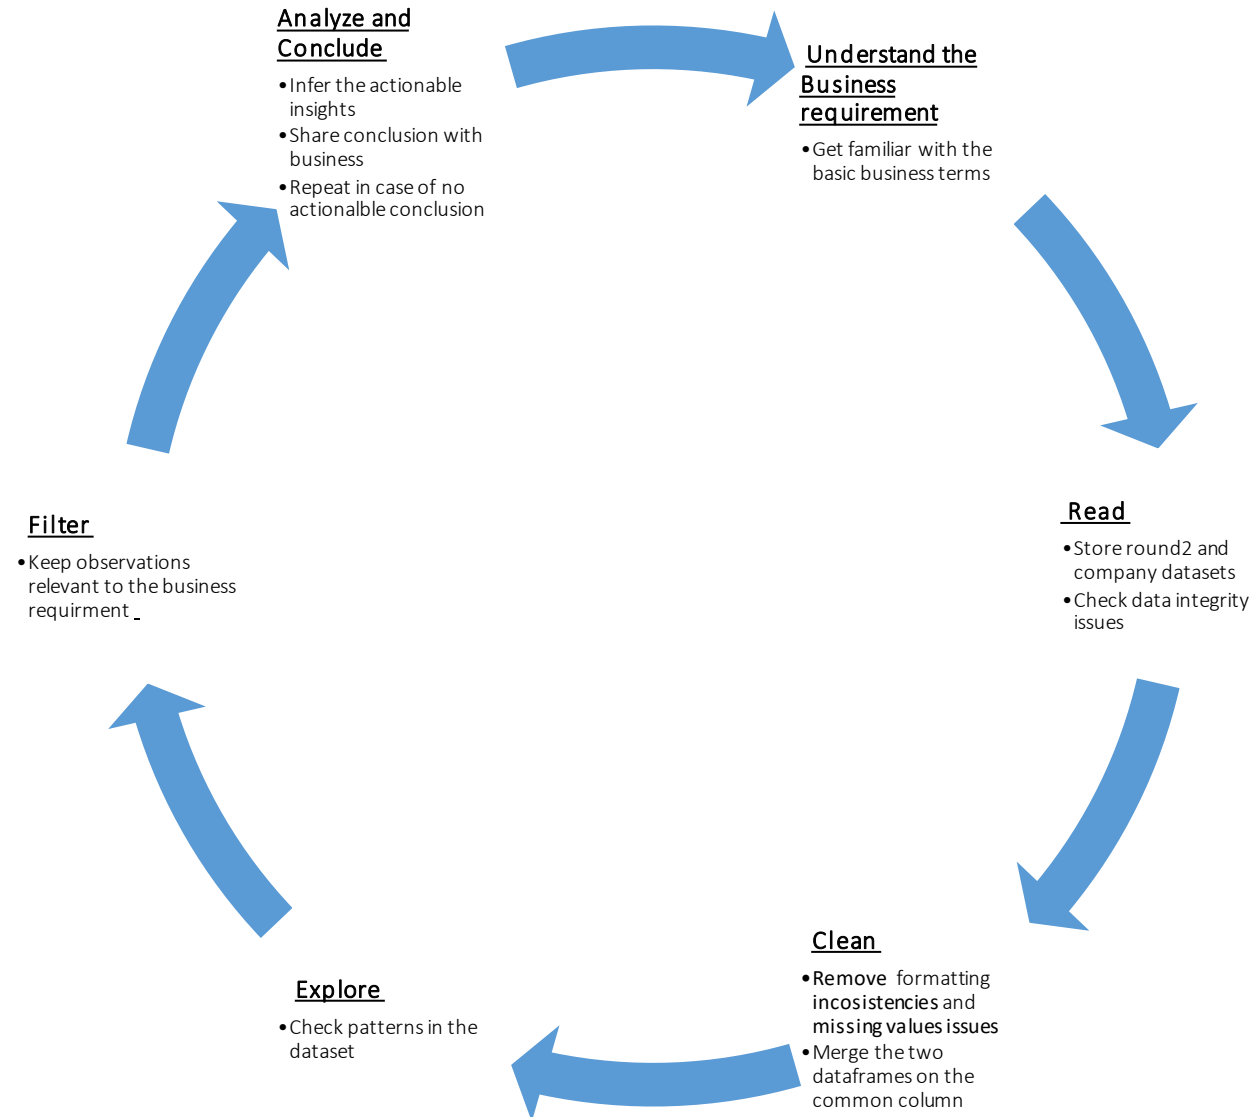 Analyze and
Conclude
•Infer the actionable
insights
•Share conclusion with
business
•Repeat in case of no
actionalble conclusion
Understand the
Business
requirement
•Get familiar with the
basic business terms
Read
•Store round2 and
company datasets
•Check data integrity
issues
Clean
•Remove formatting
incosistencies and
missing values issues
•Merge the two
dataframes on the
common column
Explore
•Check patterns in the
dataset
Filter
•Keep observations
relevant to the business
requirment _